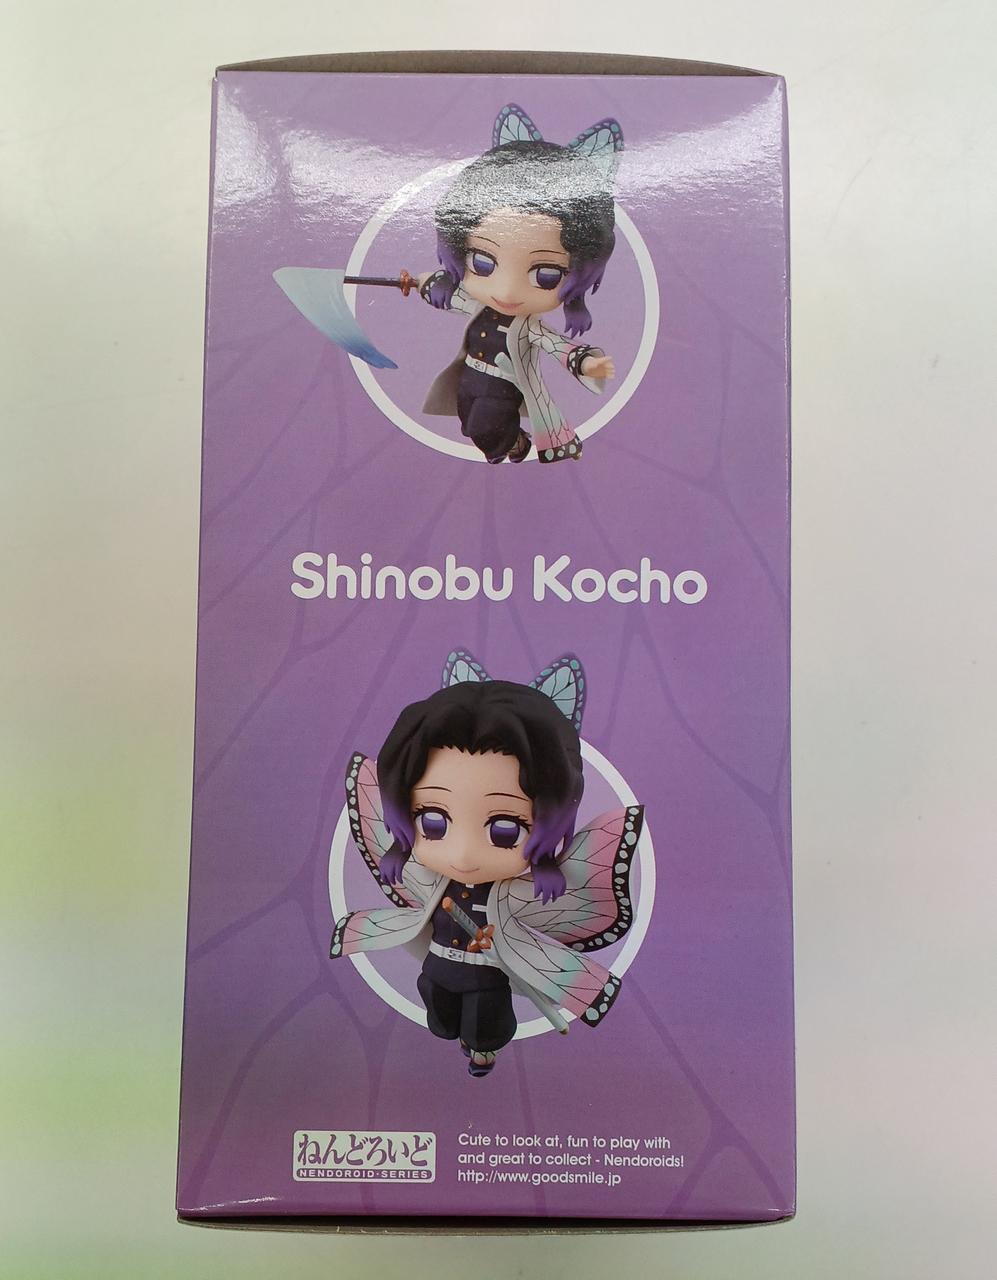 Shinobu Kocho
ねんどろいど
NENDOROID·SERIES
Cute to look at, fun to play with
and great to collect - Nendoroids!
http://www.goodsmile.jp